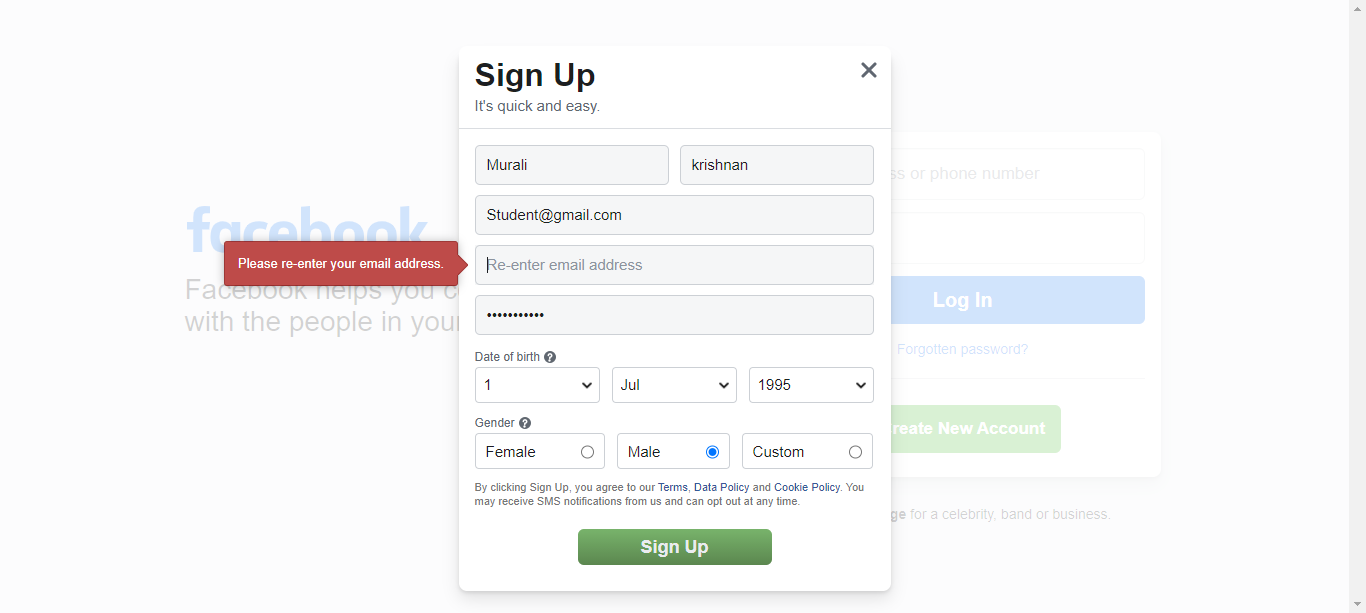 Sign Up
It's quick and easy.
Murali krishnan
Student@gmail.com
Re-enter email address
•••••••••••
Date of birth ?
1 Jul 1995
Gender ?
Female Male Custom
By clicking Sign Up, you agree to our Terms, Data Policy and Cookie Policy. You
may receive SMS notifications from us and can opt out at any time.
Sign Up
Please re-enter your email address.
facebook
Facebook helps you
with the people in your
or phone number
Log In
Forgotten password?
New Account
for a celebrity, band or business.